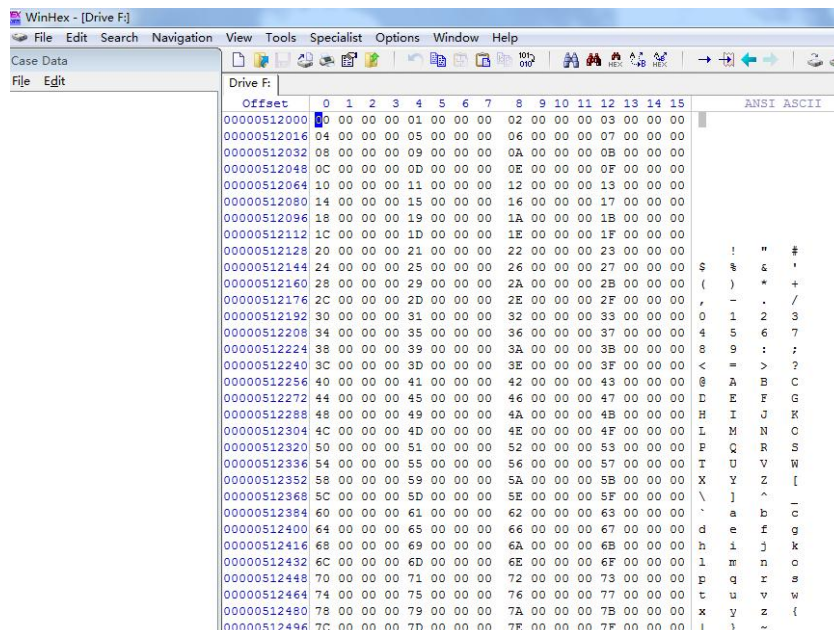 WinHex - [Drive F:]
File Edit Search Navigation View Tools Specialist Options Window Help
Case Data
File Edit
Drive F:
Offset 0 1 2 3 4 5 6 7 8 9 10 11 12 13 14 15 ANSI ASCII
00000512000 00 00 00 00 01 00 00 00 02 00 00 00 03 00 00 00
00000512016 04 00 00 00 05 00 00 00 06 00 00 00 07 00 00 00
00000512032 08 00 00 00 09 00 00 00 0A 00 00 00 0B 00 00 00
00000512048 0C 00 00 00 0D 00 00 00 0E 00 00 00 0F 00 00 00
00000512064 10 00 00 00 11 00 00 00 12 00 00 00 13 00 00 00
00000512080 14 00 00 00 15 00 00 00 16 00 00 00 17 00 00 00
00000512096 18 00 00 00 19 00 00 00 1A 00 00 00 1B 00 00 00
00000512112 1C 00 00 00 1D 00 00 00 1E 00 00 00 1F 00 00 00
00000512128 20 00 00 00 21 00 00 00 22 00 00 00 23 00 00 00 ! " #
00000512144 24 00 00 00 25 00 00 00 26 00 00 00 27 00 00 00 $ % & '
00000512160 28 00 00 00 29 00 00 00 2A 00 00 00 2B 00 00 00 ( ) * +
00000512176 2C 00 00 00 2D 00 00 00 2E 00 00 00 2F 00 00 00 , - . /
00000512192 30 00 00 00 31 00 00 00 32 00 00 00 33 00 00 00 0 1 2 3
00000512208 34 00 00 00 35 00 00 00 36 00 00 00 37 00 00 00 4 5 6 7
00000512224 38 00 00 00 39 00 00 00 3A 00 00 00 3B 00 00 00 8 9 : ;
00000512240 3C 00 00 00 3D 00 00 00 3E 00 00 00 3F 00 00 00 < = > ?
00000512256 40 00 00 00 41 00 00 00 42 00 00 00 43 00 00 00 @ A B C
00000512272 44 00 00 00 45 00 00 00 46 00 00 00 47 00 00 00 D E F G
00000512288 48 00 00 00 49 00 00 00 4A 00 00 00 4B 00 00 00 H I J K
00000512304 4C 00 00 00 4D 00 00 00 4E 00 00 00 4F 00 00 00 L M N O
00000512320 50 00 00 00 51 00 00 00 52 00 00 00 53 00 00 00 P Q R S
00000512336 54 00 00 00 55 00 00 00 56 00 00 00 57 00 00 00 T U V W
00000512352 58 00 00 00 59 00 00 00 5A 00 00 00 5B 00 00 00 X Y Z [
00000512368 5C 00 00 00 5D 00 00 00 5E 00 00 00 5F 00 00 00 \ ] ^ _
00000512384 60 00 00 00 61 00 00 00 62 00 00 00 63 00 00 00 ` a b c
00000512400 64 00 00 00 65 00 00 00 66 00 00 00 67 00 00 00 d e f g
00000512416 68 00 00 00 69 00 00 00 6A 00 00 00 6B 00 00 00 h i j k
00000512432 6C 00 00 00 6D 00 00 00 6E 00 00 00 6F 00 00 00 l m n o
00000512448 70 00 00 00 71 00 00 00 72 00 00 00 73 00 00 00 p q r s
00000512464 74 00 00 00 75 00 00 00 76 00 00 00 77 00 00 00 t u v w
00000512480 78 00 00 00 79 00 00 00 7A 00 00 00 7B 00 00 00 x y z {
00000512496 7C 00 00 00 7D 00 00 00 7E 00 00 00 7F 00 00 00 | } ~